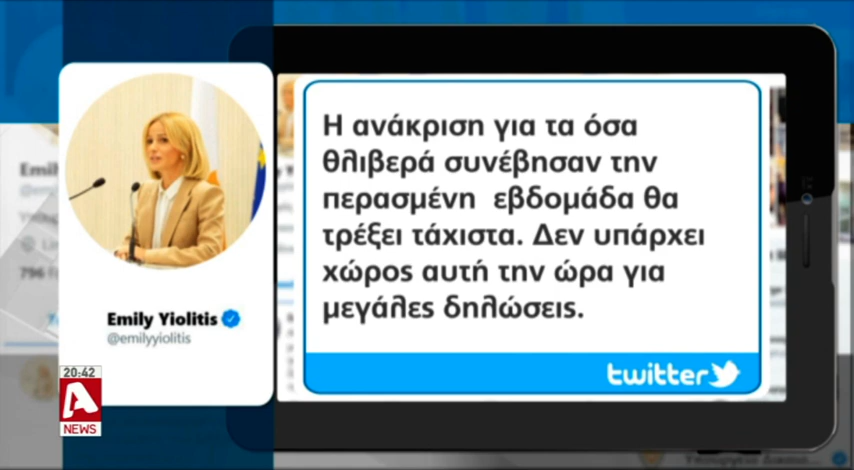 Η ανάκριση για τα όσα
θλιβερά συνέβησαν την
περασμένη εβδομάδα θα
τρέξει τάχιστα. Δεν υπάρχει
χώρος αυτή την ώρα για
μεγάλες δηλώσεις.
twitter
Emily Yiolitis
@emilyyiolitis
20:42
A
NEWS
796